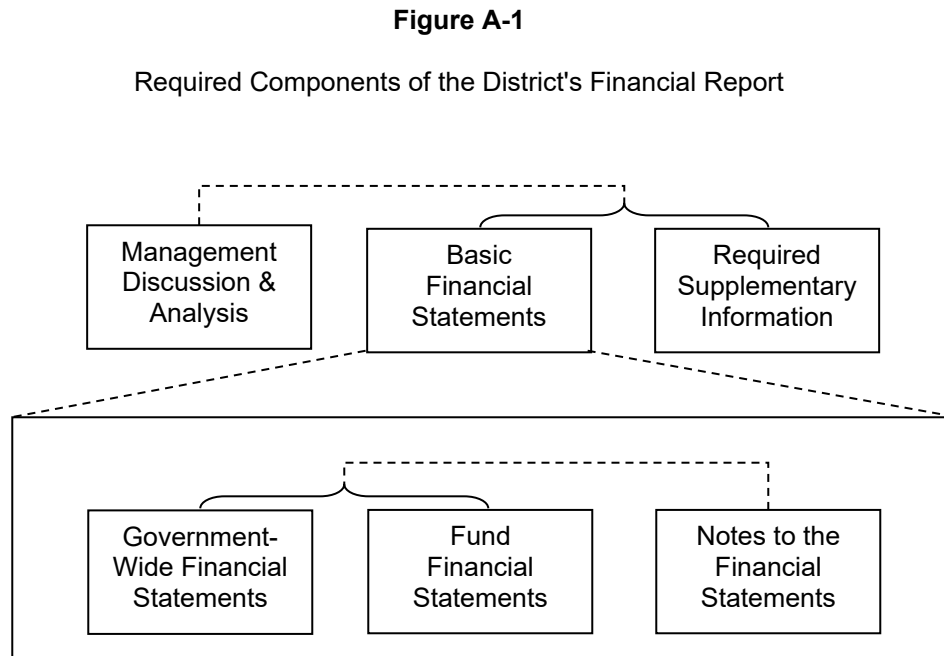 Figure A-1
Required Components of the District's Financial Report
Management
Discussion &
Analysis
Basic
Financial
Statements
Required
Supplementary
Information
Government-
Wide Financial
Statements
Fund
Financial
Statements
Notes to the
Financial
Statements